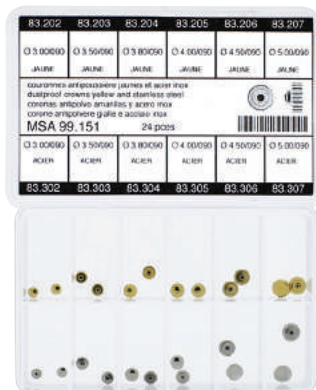 83.202 83.203 83.204 83.205 83.206 83.207
Ø 3.00/090 Ø 3.50/090 Ø 3.80/090 Ø 4.00/090 Ø 4.50/090 Ø 5.00/090
JAUNE JAUNE JAUNE JAUNE JAUNE JAUNE
couronnes antipoussière jaunes et acier inox
dustproof crowns yellow and stainless steel
coronas antipolvo amarillas y acero inox
corone antipolvere gialle e acciaio inox
MSA 99.151 24 pces
Ø 3.00/090 Ø 3.50/090 Ø 3.80/090 Ø 4.00/090 Ø 4.50/090 Ø 5.00/090
ACIER ACIER ACIER ACIER ACIER ACIER
83.302 83.303 83.304 83.305 83.306 83.307